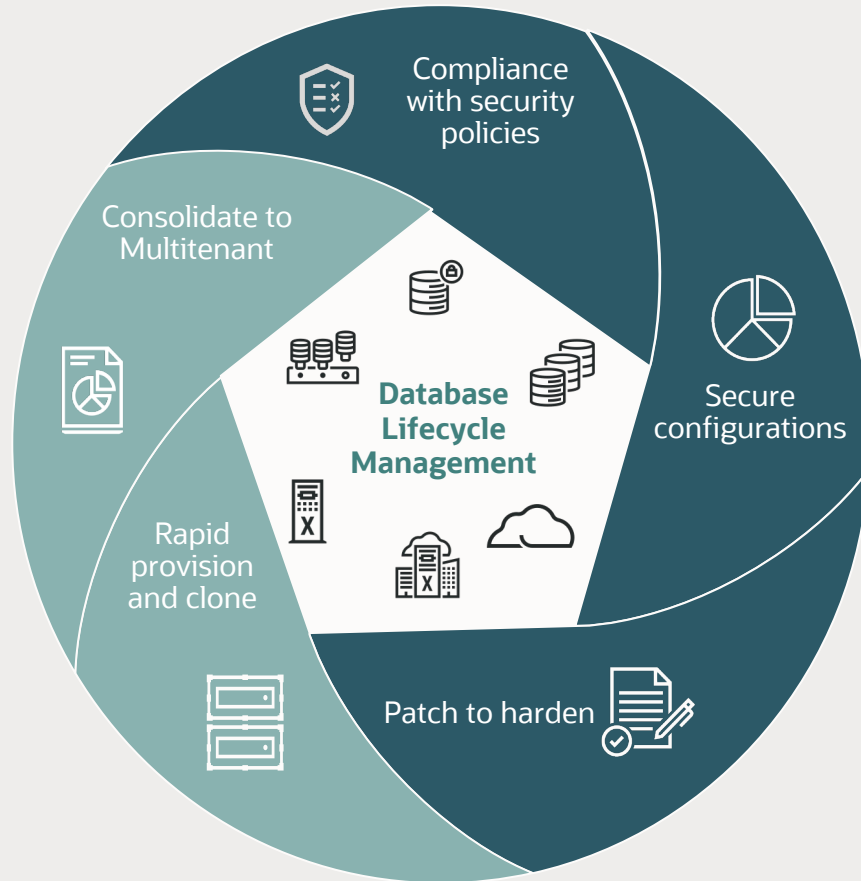 Compliance
with security
policies
Consolidate to
Multitenant
Secure
configurations
Database
Lifecycle
Management
Rapid
provision
and clone
Patch to harden
X
X